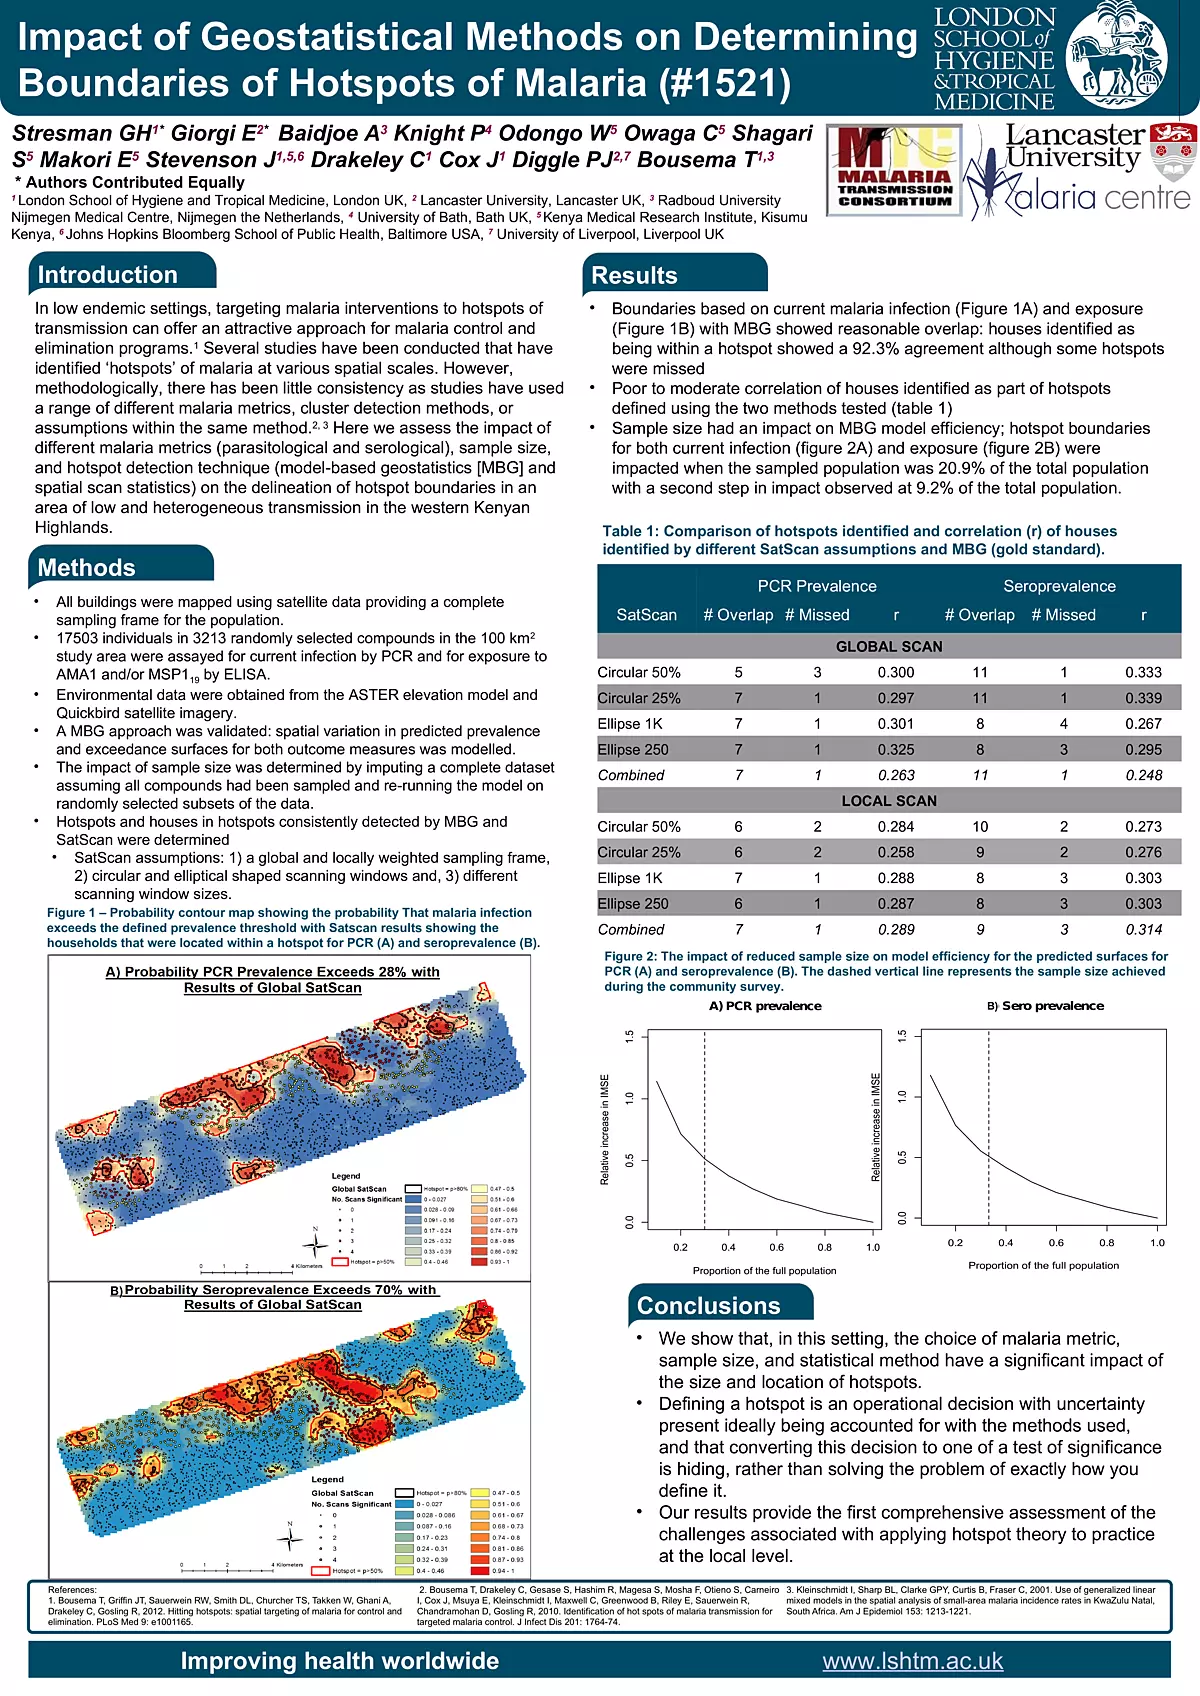 Impact of Geostatistical Methods on Determining
Boundaries of Hotspots of Malaria (#1521)
LONDON
SCHOOL of
HYGIENE
&TROPICAL
MEDICINE
Stresman GH1* Giorgi E2* Baidjoe A3 Knight P4 Odongo W5 Owaga C5 Shagari
S5 Makori E5 Stevenson J1,5,6 Drakeley C1 Cox J1 Diggle PJ2,7 Bousema T1,3
* Authors Contributed Equally
1 London School of Hygiene and Tropical Medicine, London UK, 2 Lancaster University, Lancaster UK, 3 Radboud University
Nijmegen Medical Centre, Nijmegen the Netherlands, 4 University of Bath, Bath UK, 5 Kenya Medical Research Institute, Kisumu
Kenya, 6 Johns Hopkins Bloomberg School of Public Health, Baltimore USA, 7 University of Liverpool, Liverpool UK
MTC
MALARIA
TRANSMISSION
CONSORTIUM
Lancaster
University
malaria centre
Introduction
In low endemic settings, targeting malaria interventions to hotspots of
transmission can offer an attractive approach for malaria control and
elimination programs.1 Several studies have been conducted that have
identified ‘hotspots’ of malaria at various spatial scales. However,
methodologically, there has been little consistency as studies have used
a range of different malaria metrics, cluster detection methods, or
assumptions within the same method.2, 3 Here we assess the impact of
different malaria metrics (parasitological and serological), sample size,
and hotspot detection technique (model-based geostatistics [MBG] and
spatial scan statistics) on the delineation of hotspot boundaries in an
area of low and heterogeneous transmission in the western Kenyan
Highlands.
Methods
• All buildings were mapped using satellite data providing a complete
sampling frame for the population.
• 17503 individuals in 3213 randomly selected compounds in the 100 km2
study area were assayed for current infection by PCR and for exposure to
AMA1 and/or MSP119 by ELISA.
• Environmental data were obtained from the ASTER elevation model and
Quickbird satellite imagery.
• A MBG approach was validated: spatial variation in predicted prevalence
and exceedance surfaces for both outcome measures was modelled.
• The impact of sample size was determined by imputing a complete dataset
assuming all compounds had been sampled and re-running the model on
randomly selected subsets of the data.
• Hotspots and houses in hotspots consistently detected by MBG and
SatScan were determined
• SatScan assumptions: 1) a global and locally weighted sampling frame,
2) circular and elliptical shaped scanning windows and, 3) different
scanning window sizes.
Figure 1 – Probability contour map showing the probability That malaria infection
exceeds the defined prevalence threshold with Satscan results showing the
households that were located within a hotspot for PCR (A) and seroprevalence (B).
A) Probability PCR Prevalence Exceeds 28% with
Results of Global SatScan
Legend
Global SatScan
No. Scans Significant
0
1
2
3
4
Hotspot = p>50%
Hotspot = p>80%
0 - 0.027
0.028 - 0.09
0.091 - 0.16
0.17 - 0.24
0.25 - 0.32
0.33 - 0.39
0.4 - 0.46
0.47 - 0.5
0.51 - 0.6
0.61 - 0.66
0.67 - 0.73
0.74 - 0.79
0.8 - 0.85
0.86 - 0.92
0.93 - 1
N
0 1 2 4 Kilometers
B) Probability Seroprevalence Exceeds 70% with
Results of Global SatScan
Legend
Global SatScan
No. Scans Significant
0
1
2
3
4
Hotspot = p>50%
Hotspot = p>80%
0 - 0.027
0.028 - 0.086
0.087 - 0.16
0.17 - 0.23
0.24 - 0.31
0.32 - 0.39
0.4 - 0.46
0.47 - 0.5
0.51 - 0.6
0.61 - 0.67
0.68 - 0.73
0.74 - 0.8
0.81 - 0.86
0.87 - 0.93
0.94 - 1
N
0 1 2 4 Kilometers
Results
• Boundaries based on current malaria infection (Figure 1A) and exposure
(Figure 1B) with MBG showed reasonable overlap: houses identified as
being within a hotspot showed a 92.3% agreement although some hotspots
were missed
• Poor to moderate correlation of houses identified as part of hotspots
defined using the two methods tested (table 1)
• Sample size had an impact on MBG model efficiency; hotspot boundaries
for both current infection (figure 2A) and exposure (figure 2B) were
impacted when the sampled population was 20.9% of the total population
with a second step in impact observed at 9.2% of the total population.
Table 1: Comparison of hotspots identified and correlation (r) of houses
identified by different SatScan assumptions and MBG (gold standard).
PCR Prevalence Seroprevalence
SatScan # Overlap # Missed r # Overlap # Missed r
GLOBAL SCAN
Circular 50% 5 3 0.300 11 1 0.333
Circular 25% 7 1 0.297 11 1 0.339
Ellipse 1K 7 1 0.301 8 4 0.267
Ellipse 250 7 1 0.325 8 3 0.295
Combined 7 1 0.263 11 1 0.248
LOCAL SCAN
Circular 50% 6 2 0.284 10 2 0.273
Circular 25% 6 2 0.258 9 2 0.276
Ellipse 1K 7 1 0.288 8 3 0.303
Ellipse 250 6 1 0.287 8 3 0.303
Combined 7 1 0.289 9 3 0.314
Figure 2: The impact of reduced sample size on model efficiency for the predicted surfaces for
PCR (A) and seroprevalence (B). The dashed vertical line represents the sample size achieved
during the community survey.
A) PCR prevalence
Relative increase in IMSE
0.0 0.5 1.0 1.5
0.2 0.4 0.6 0.8 1.0
Proportion of the full population
B) Sero prevalence
Relative increase in IMSE
0.0 0.5 1.0 1.5
0.2 0.4 0.6 0.8 1.0
Proportion of the full population
Conclusions
• We show that, in this setting, the choice of malaria metric,
sample size, and statistical method have a significant impact of
the size and location of hotspots.
• Defining a hotspot is an operational decision with uncertainty
present ideally being accounted for with the methods used,
and that converting this decision to one of a test of significance
is hiding, rather than solving the problem of exactly how you
define it.
• Our results provide the first comprehensive assessment of the
challenges associated with applying hotspot theory to practice
at the local level.
References:
1. Bousema T, Griffin JT, Sauerwein RW, Smith DL, Churcher TS, Takken W, Ghani A,
Drakeley C, Gosling R, 2012. Hitting hotspots: spatial targeting of malaria for control and
elimination. PLoS Med 9: e1001165.
2. Bousema T, Drakeley C, Gesase S, Hashim R, Magesa S, Mosha F, Otieno S, Carneiro
I, Cox J, Msuya E, Kleinschmidt I, Maxwell C, Greenwood B, Riley E, Sauerwein R,
Chandramohan D, Gosling R, 2010. Identification of hot spots of malaria transmission for
targeted malaria control. J Infect Dis 201: 1764-74.
3. Kleinschmidt I, Sharp BL, Clarke GPY, Curtis B, Fraser C, 2001. Use of generalized linear
mixed models in the spatial analysis of small-area malaria incidence rates in KwaZulu Natal,
South Africa. Am J Epidemiol 153: 1213-1221.
Improving health worldwide
www.lshtm.ac.uk